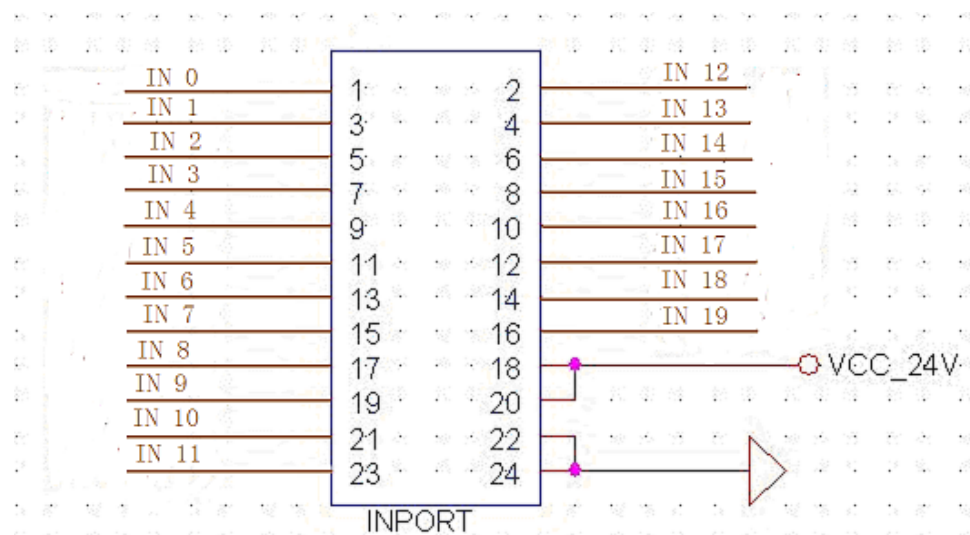 IN 0 1 2 IN 12
IN 1 3 4 IN 13
IN 2 5 6 IN 14
IN 3 7 8 IN 15
IN 4 9 10 IN 16
IN 5 11 12 IN 17
IN 6 13 14 IN 18
IN 7 15 16 IN 19
IN 8 17 18 VCC_24V
IN 9 19 20
IN 10 21 22
IN 11 23 24
INPORT